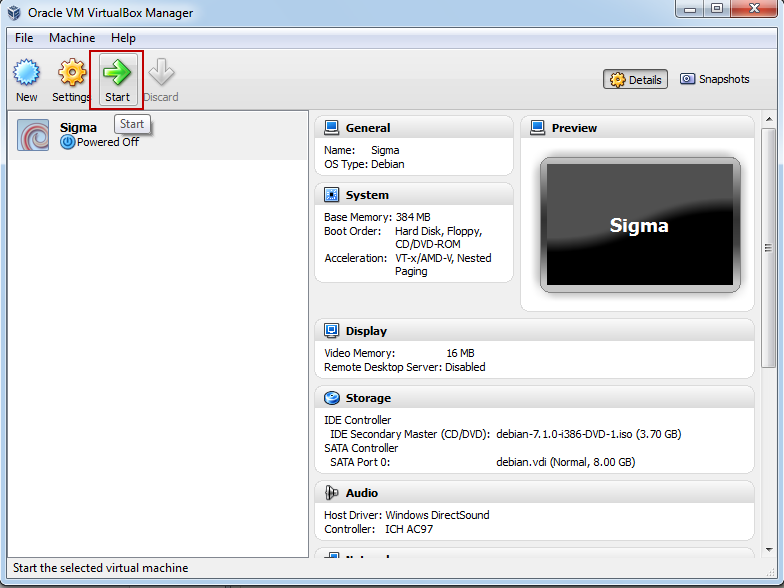 Oracle VM VirtualBox Manager
File Machine Help
New Settings Start Discard
Details Snapshots
Sigma
Start
Powered Off
General
Name: Sigma
OS Type: Debian
System
Base Memory: 384 MB
Boot Order: Hard Disk, Floppy,
CD/DVD-ROM
Acceleration: VT-x/AMD-V, Nested
Paging
Preview
Sigma
Display
Video Memory: 16 MB
Remote Desktop Server: Disabled
Storage
IDE Controller
IDE Secondary Master (CD/DVD): debian-7.1.0-i386-DVD-1.iso (3.70 GB)
SATA Controller
SATA Port 0: debian.vdi (Normal, 8.00 GB)
Audio
Host Driver: Windows DirectSound
Controller: ICH AC97
Start the selected virtual machine